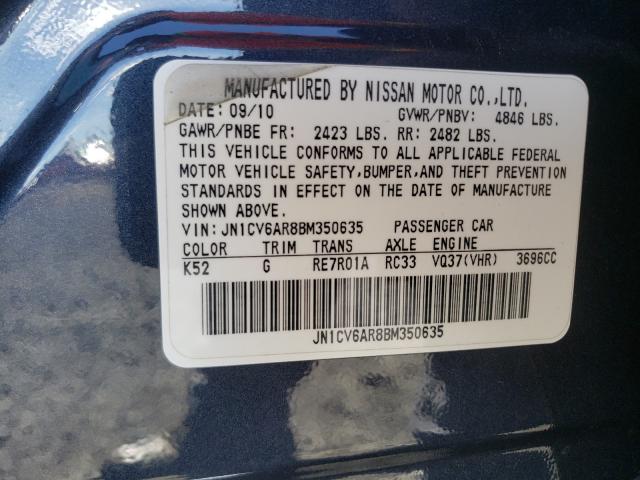 MANUFACTURED BY NISSAN MOTOR CO.,LTD.
DATE: 09/10 GVWR/PNBV: 4846 LBS.
GAWR/PNBE FR: 2423 LBS. RR: 2482 LBS.
THIS VEHICLE CONFORMS TO ALL APPLICABLE FEDERAL
MOTOR VEHICLE SAFETY,BUMPER,AND THEFT PREVENTION
STANDARDS IN EFFECT ON THE DATE OF MANUFACTURE
SHOWN ABOVE.
VIN: JN1CV6AR8BM350635 PASSENGER CAR
COLOR TRIM TRANS AXLE ENGINE
K52 G RE7R01A RC33 VQ37(VHR) 3696CC
JN1CV6AR8BM350635